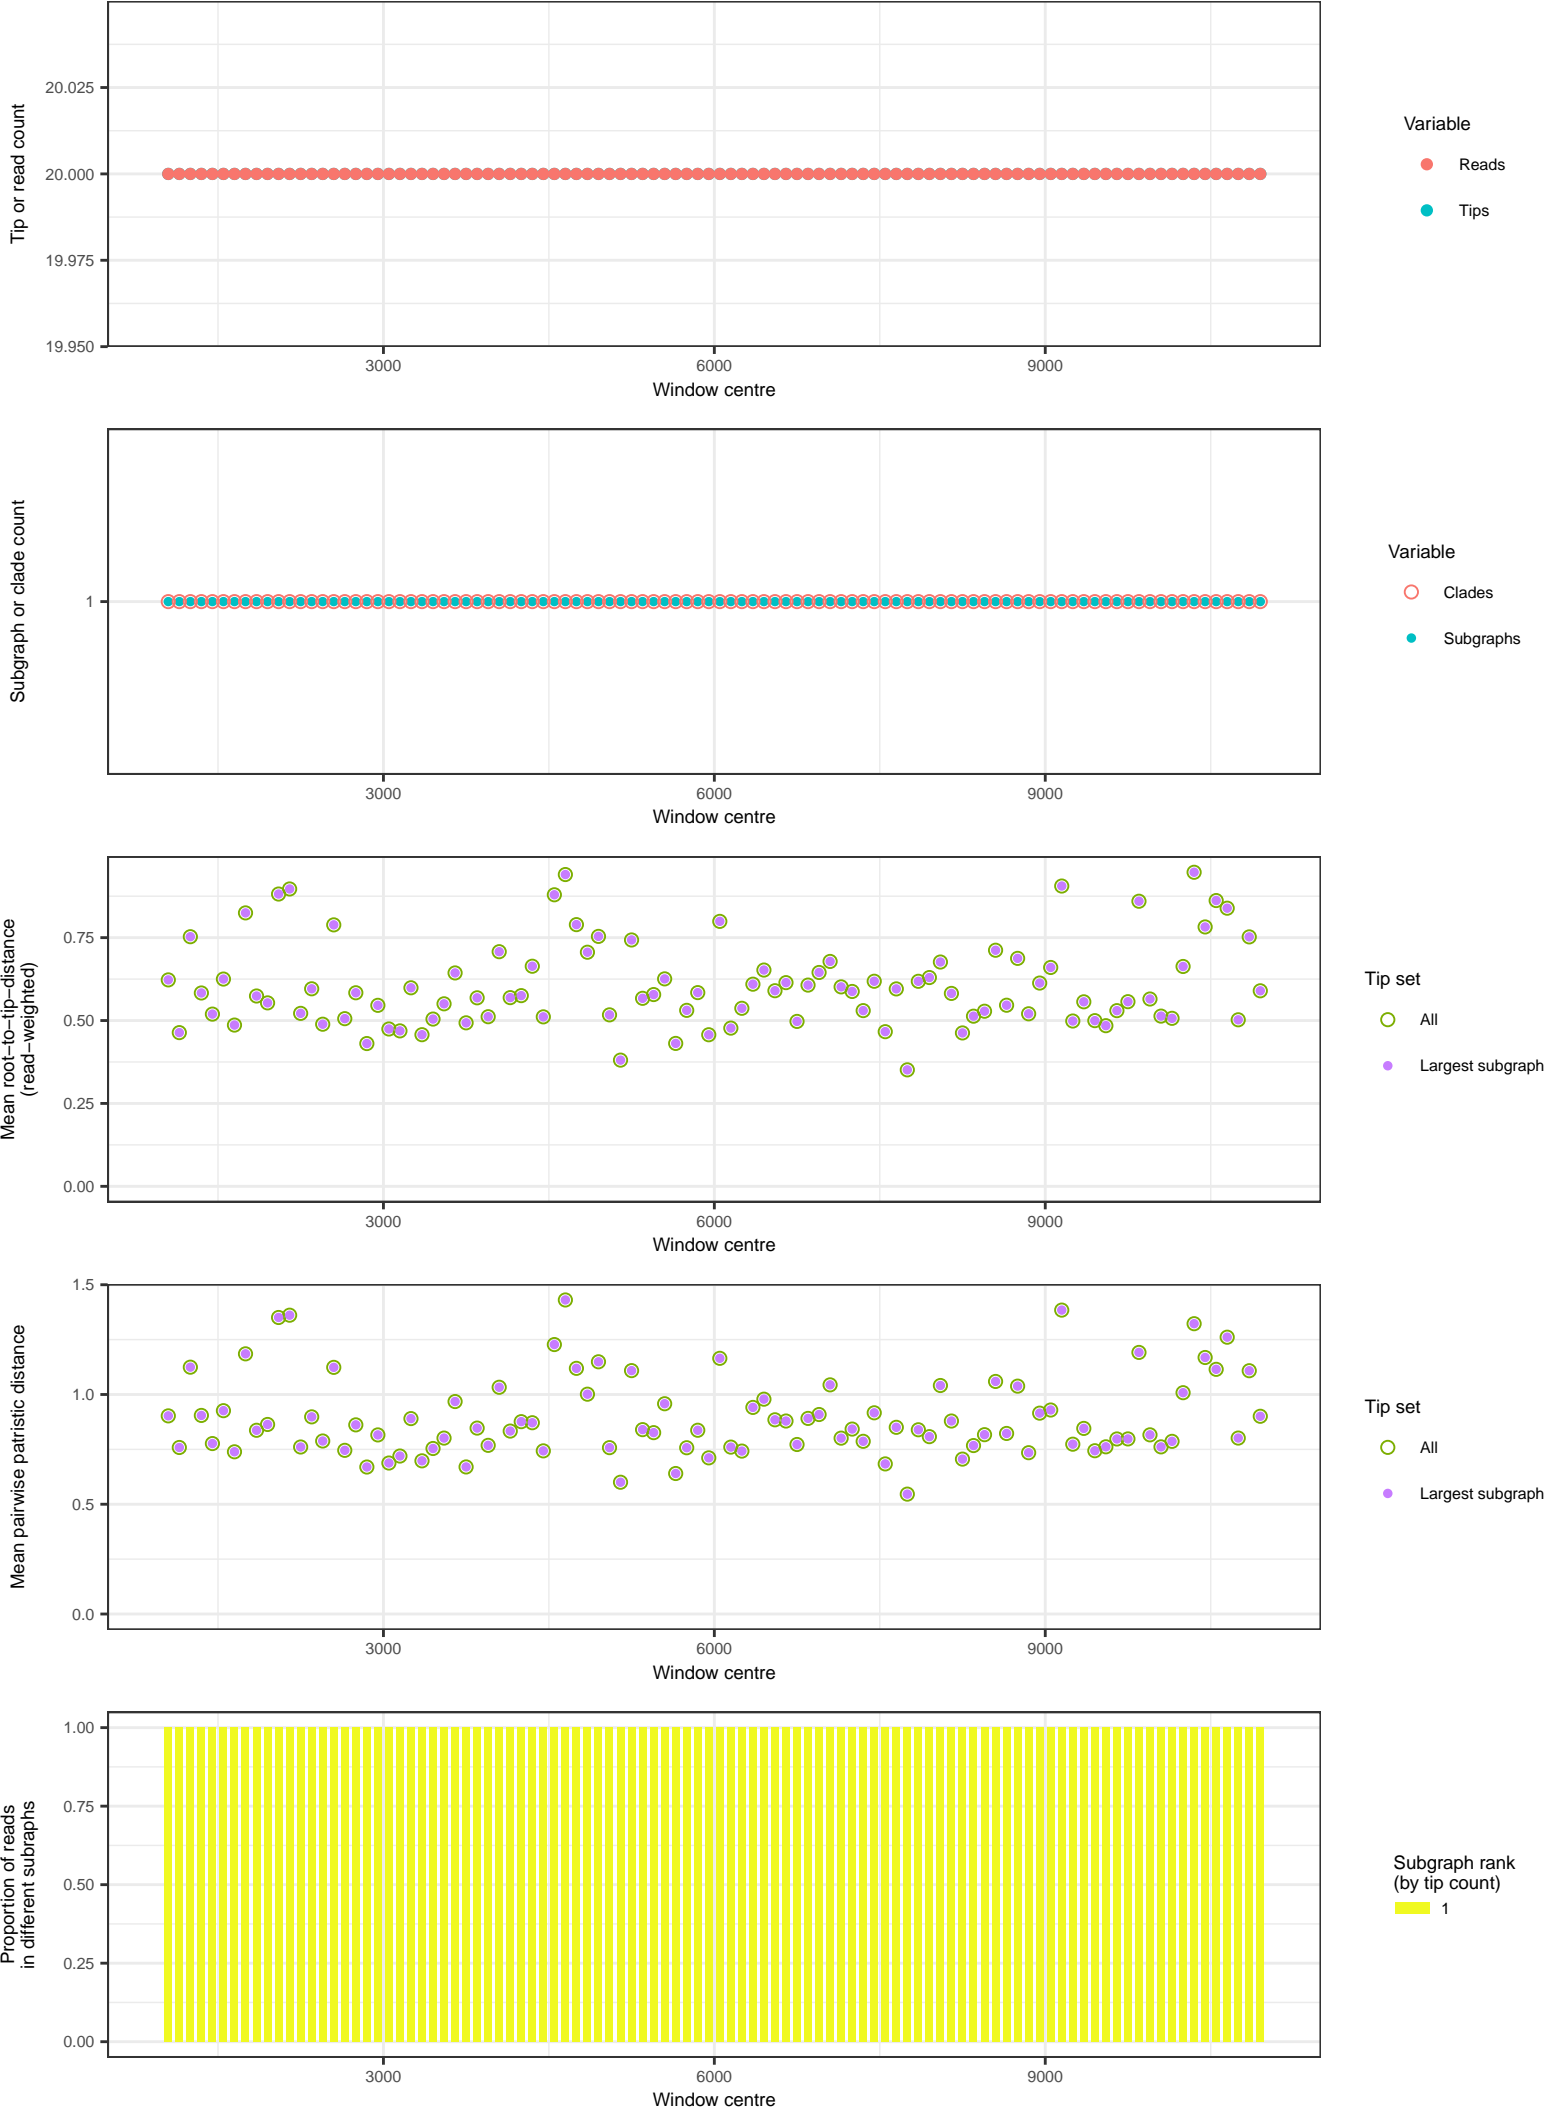 Tip or read count
20.025
20.000
19.975
19.950
3000
6000
9000
Window centre
Variable
Reads
Tips
Subgraph or clade count
1
3000
6000
9000
Window centre
Variable
Clades
Subgraphs
Mean root−to−tip−distance
(read−weighted)
0.75
0.50
0.25
0.00
3000
6000
9000
Window centre
Tip set
All
Largest subgraph
Mean pairwise patristic distance
1.5
1.0
0.5
0.0
3000
6000
9000
Window centre
Tip set
All
Largest subgraph
Proportion of reads
in different subraphs
1.00
0.75
0.50
0.25
0.00
3000
6000
9000
Window centre
Subgraph rank
(by tip count)
1